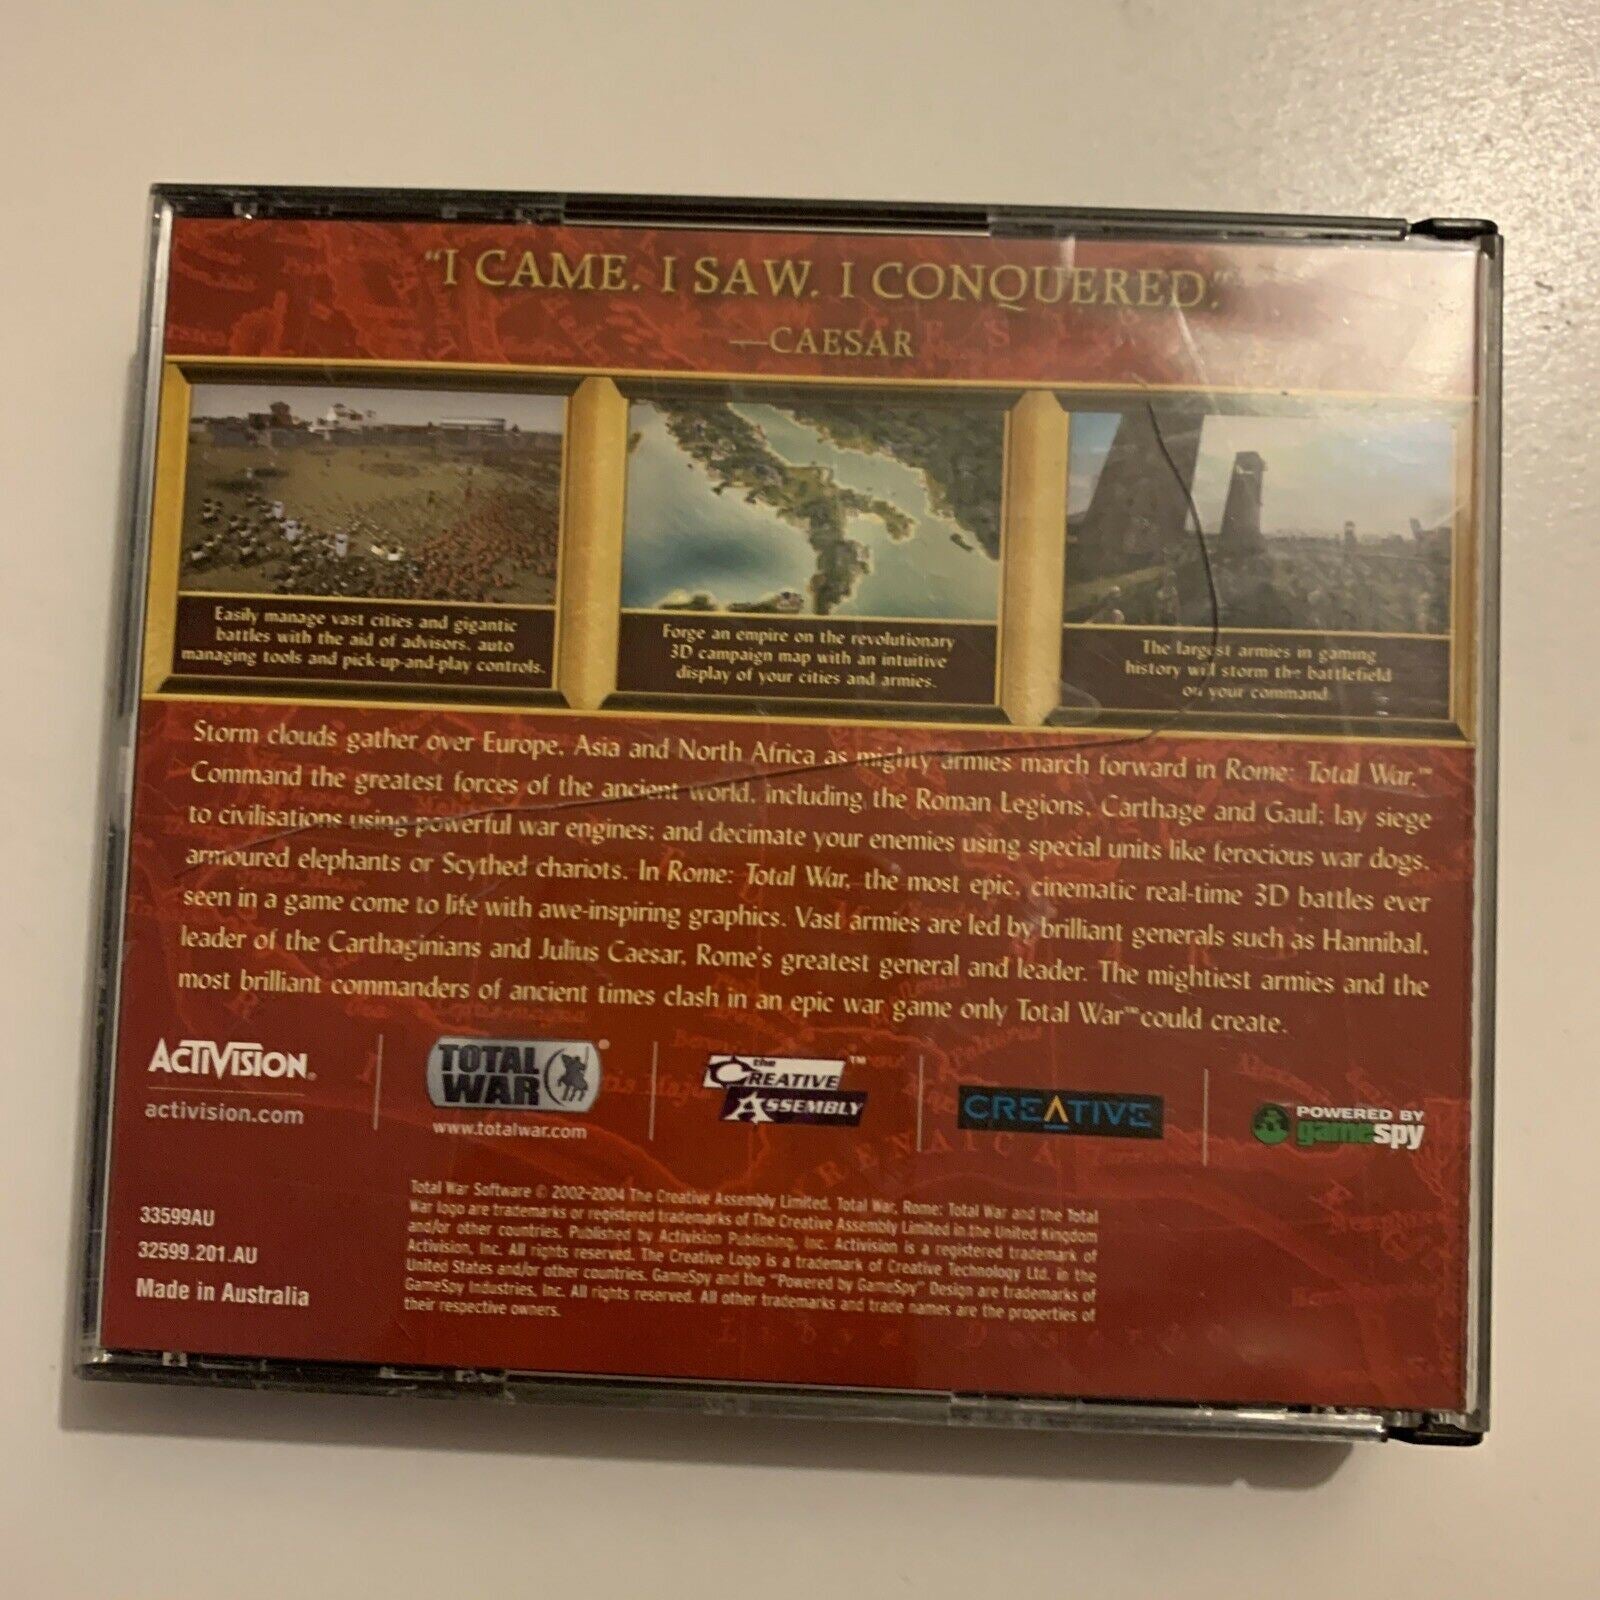 "I CAME. I SAW. I CONQUERED."
—CAESAR
Easily manage vast cities and gigantic
battles with the aid of advisors, auto
managing tools and pick-up-and-play controls.
Forge an empire on the revolutionary
3D campaign map with an intuitive
display of your cities and armies.
The largest armies in gaming
history will storm the battlefield
on your command.
Storm clouds gather over Europe, Asia and North Africa as mighty armies march forward in Rome: Total War.™
Command the greatest forces of the ancient world, including the Roman Legions, Carthage and Gaul; lay siege
to civilisations using powerful war engines; and decimate your enemies using special units like ferocious war dogs,
armoured elephants or Scythed chariots. In Rome: Total War, the most epic, cinematic real-time 3D battles ever
seen in a game come to life with awe-inspiring graphics. Vast armies are led by brilliant generals such as Hannibal,
leader of the Carthaginians and Julius Caesar, Rome's greatest general and leader. The mightiest armies and the
most brilliant commanders of ancient times clash in an epic war game only Total War™ could create.
ACTIVISION®
activision.com
TOTAL WAR®
www.totalwar.com
the CREATIVE ASSEMBLY™
CREATIVE
POWERED BY
gamespy
33599AU
32599.201.AU
Made in Australia
Total War Software © 2002-2004 The Creative Assembly Limited. Total War, Rome: Total War and the Total
War logo are trademarks or registered trademarks of The Creative Assembly Limited in the United Kingdom
and/or other countries. Published by Activision Publishing, Inc. Activision is a registered trademark of
Activision, Inc. All rights reserved. The Creative Logo is a trademark of Creative Technology Ltd. in the
United States and/or other countries. GameSpy and the "Powered by GameSpy" Design are trademarks of
GameSpy Industries, Inc. All rights reserved. All other trademarks and trade names are the properties of
their respective owners.